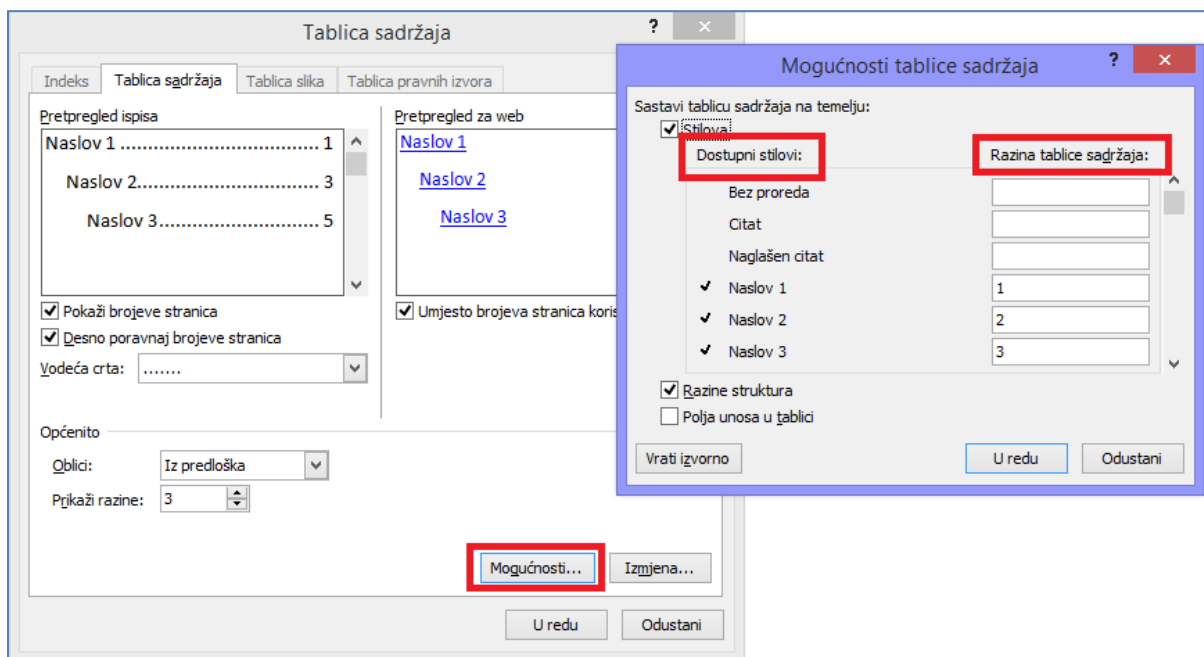 Tablica sadržaja
?
Indeks
Tablica sadržaja
Tablica slika
Tablica pravnih izvora
Pretpregled ispisa
Naslov 1 .................................... 1
Naslov 2................................. 3
Naslov 3............................. 5
Pokaži brojeve stranica
Desno poravnaj brojeve stranica
Vodeća crta: .......
Pretpregled za web
Naslov 1
Naslov 2
Naslov 3
Umjesto brojeva stranica koris
Općenito
Oblici: Iz predloška
Prikaži razine: 3
Mogućnosti...
Izmjena...
U redu
Odustani
Mogućnosti tablice sadržaja
?
Sastavi tablicu sadržaja na temelju:
Stilova
Dostupni stilovi: Razina tablice sadržaja:
Bez proreda
Citat
Naglašen citat
Naslov 1 1
Naslov 2 2
Naslov 3 3
Razine struktura
Polja unosa u tablici
Vrati izvorno
U redu
Odustani